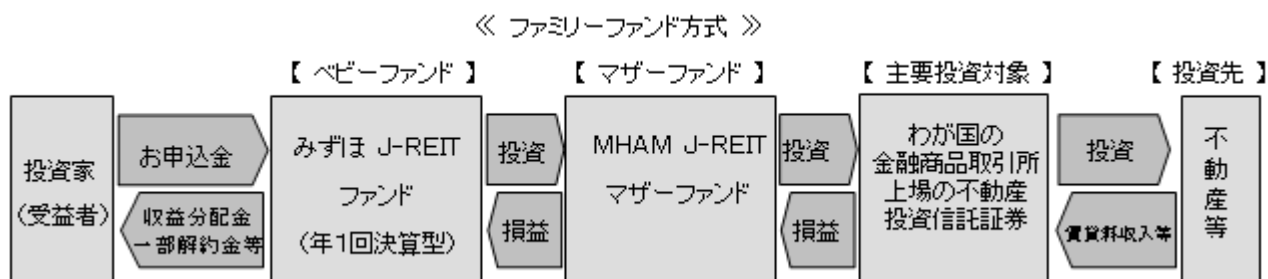 ≪ ファミリーファンド方式 ≫
【 ベビーファンド 】
【 マザーファンド 】
【 主要投資対象 】
【 投資先 】
投資家
（受益者）
お申込金
収益分配金
一部解約金等
みずほ J-REIT
ファンド
（年1回決算型）
投資
損益
MHAM J-REIT
マザーファンド
投資
損益
わが国の
金融商品取引所
上場の不動産
投資信託証券
投資
賃貸料収入等
不動産等